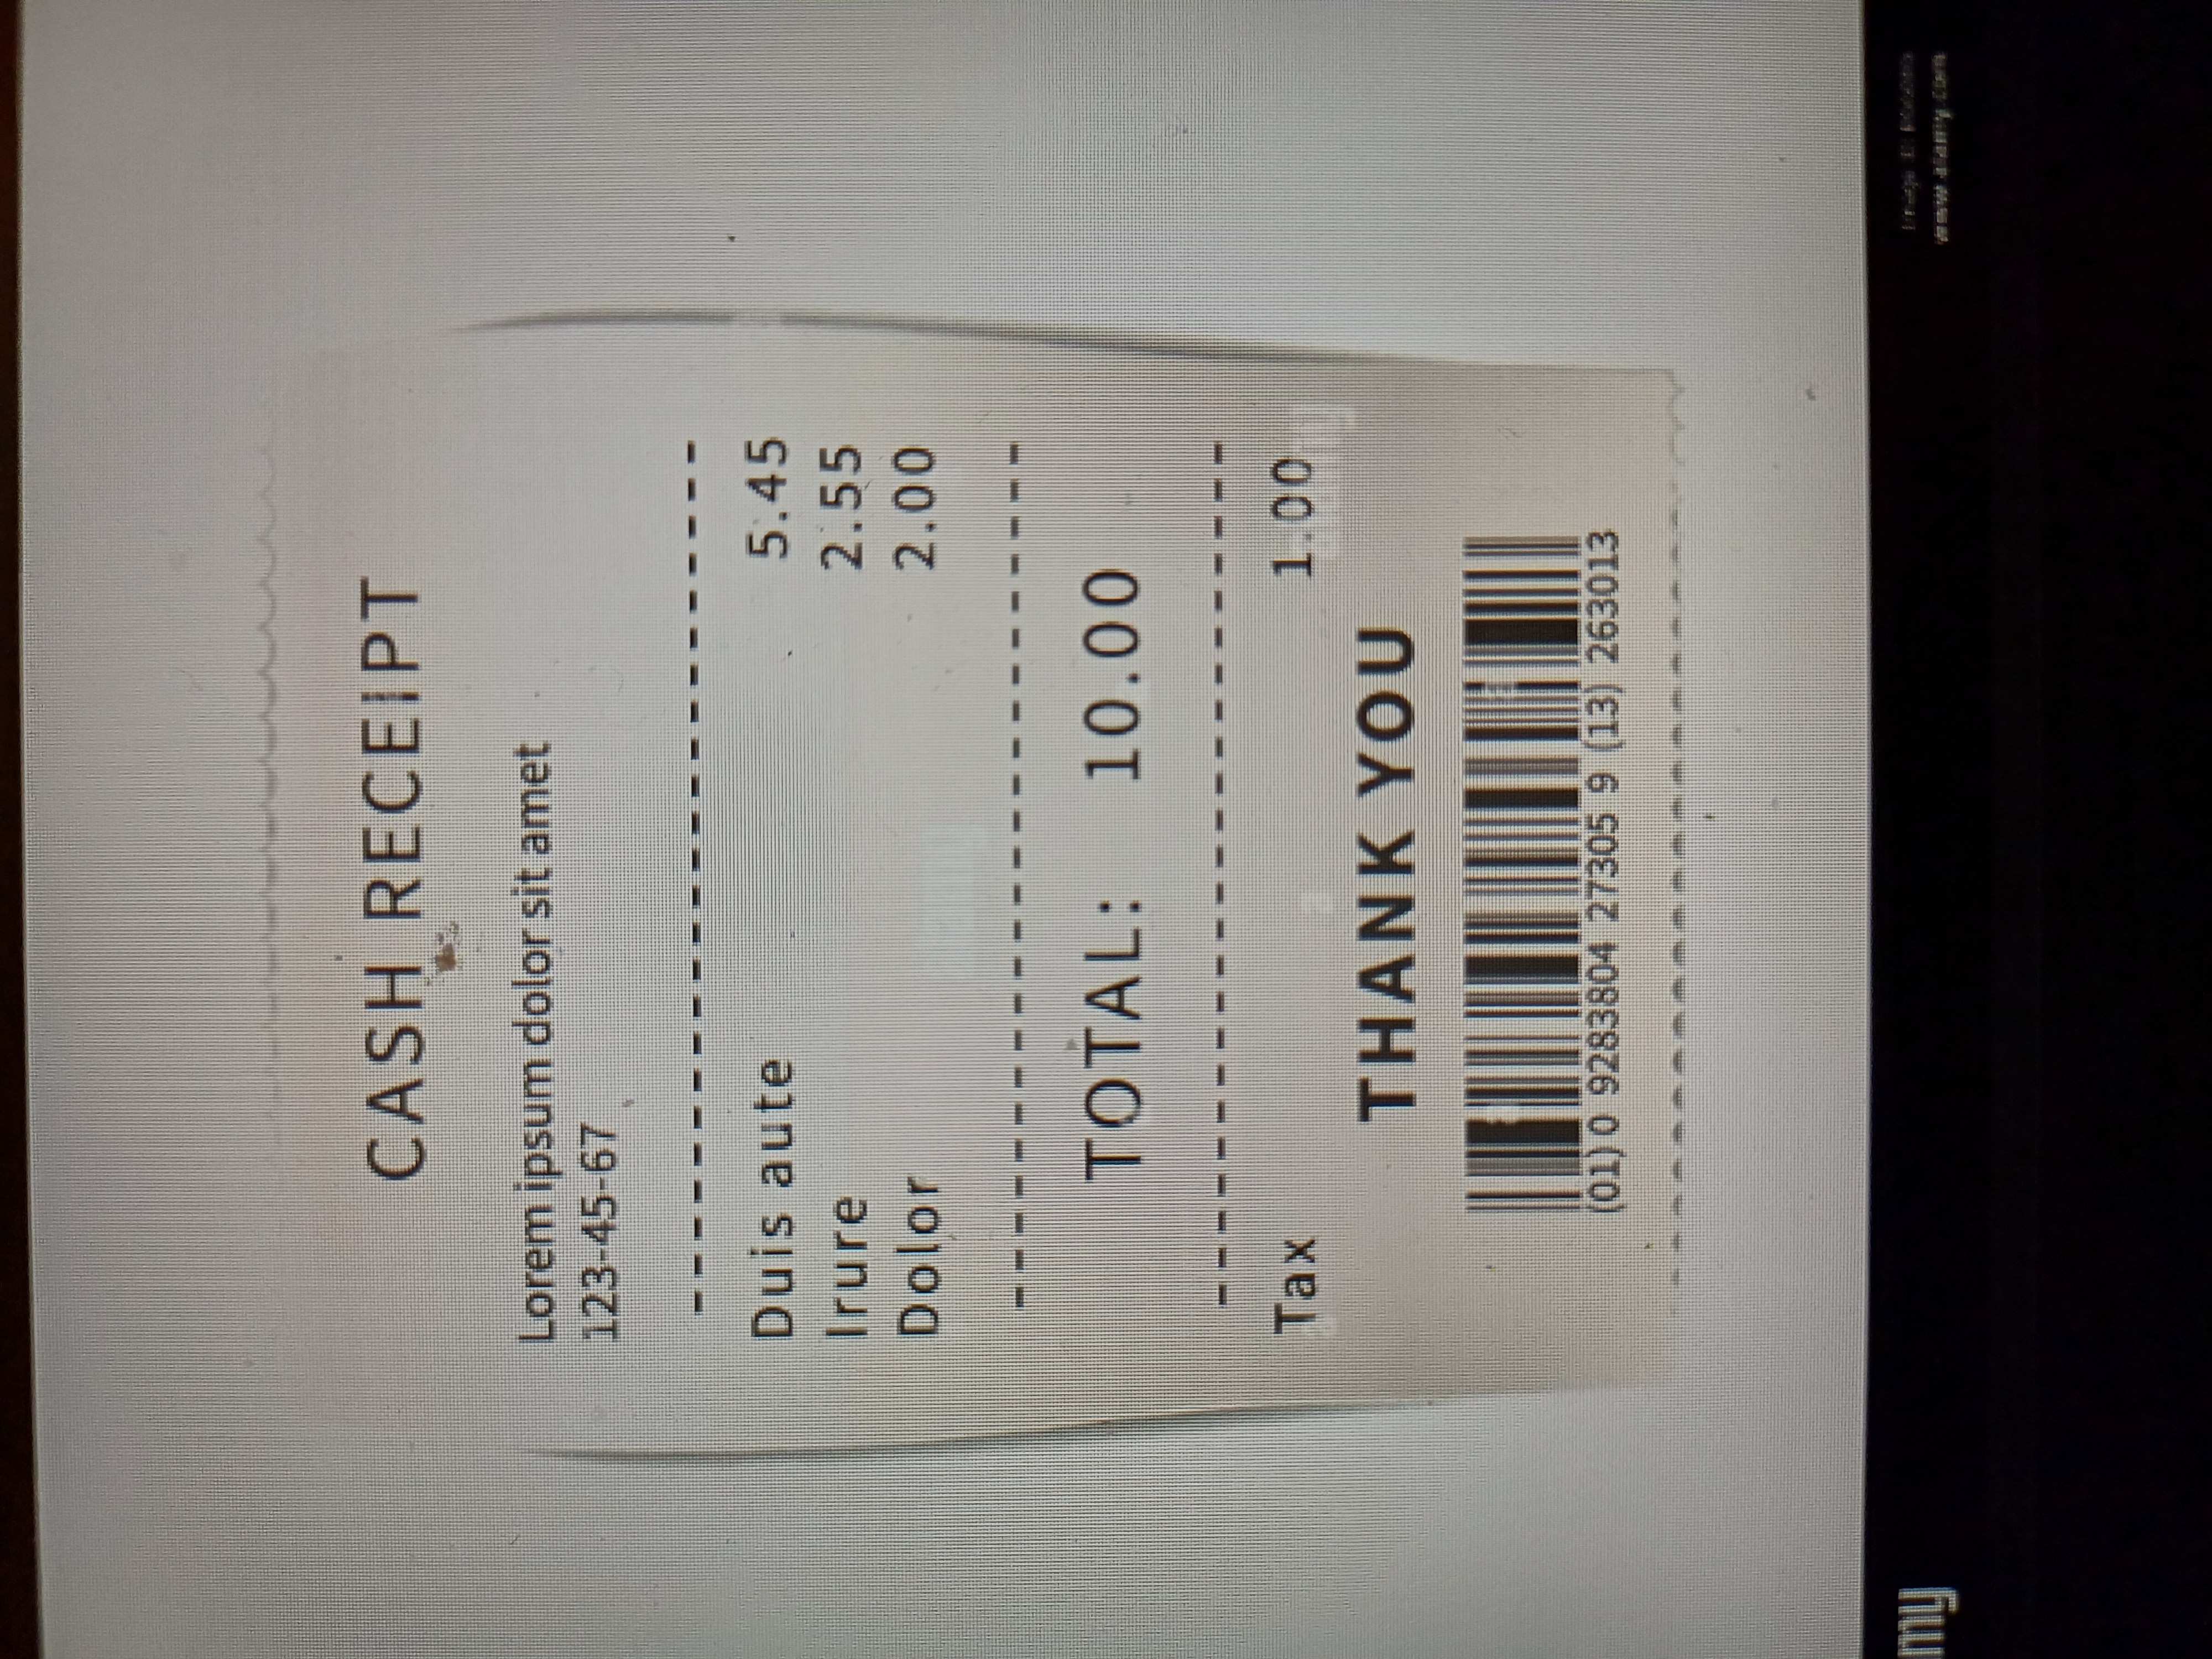 CASH RECEIPT
Lorem ipsum dolor sit amet
123-45-67
Duis aute 5.45
Irure 2.55
Dolor 2.00
TOTAL: 10.00
Tax 1.00
alamy
a
THANK YOU
(01) 0 9283804 27305 9 (13) 263013
my
Image ID:
www.alamy.com